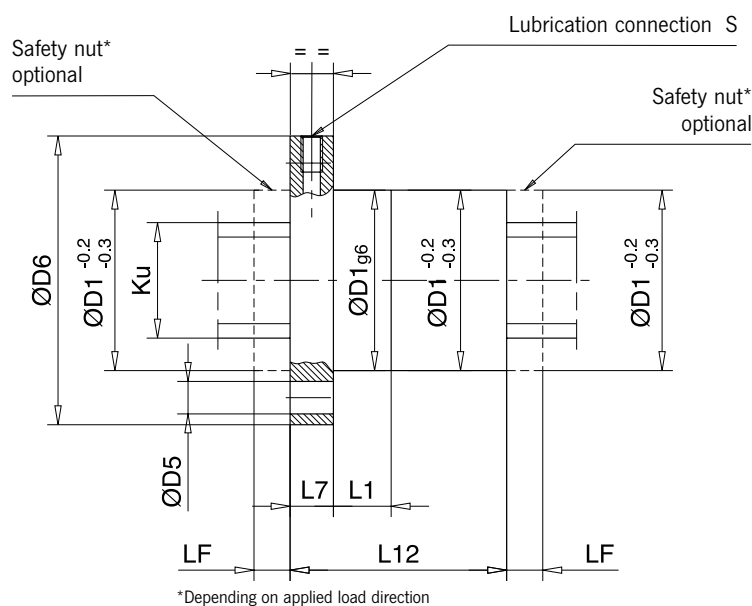 Lubrication connection S
Safety nut*
optional
= =
Safety nut*
optional
ØD6
ØD1 -0.2 -0.3
Ku
ØD1g6
ØD1 -0.2 -0.3
ØD1 -0.2 -0.3
ØD5
L7 L1
LF L12 LF
*Depending on applied load direction